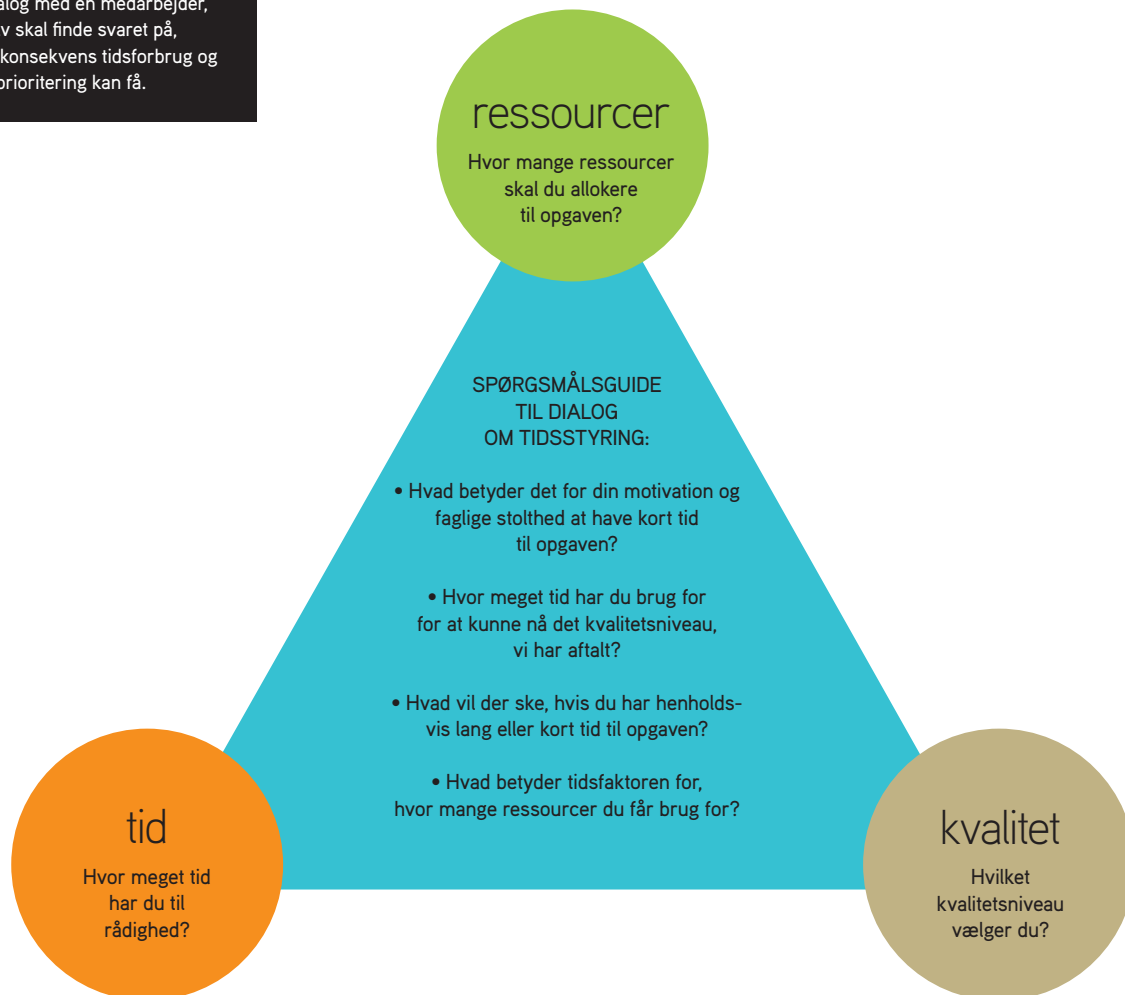 alog med en medarbejder,
skal finde svaret på,
konsekvens tidsforbrug og
prioritering kan få.
ressourcer
Hvor mange ressourcer
skal du allokere
til opgaven?
SPØRGSMÅLSGUIDE
TIL DIALOG
OM TIDSSTYRING:
• Hvad betyder det for din motivation og
faglige stolthed at have kort tid
til opgaven?
• Hvor meget tid har du brug for
for at kunne nå det kvalitetsniveau,
vi har aftalt?
• Hvad vil der ske, hvis du har henholds-
vis lang eller kort tid til opgaven?
• Hvad betyder tidsfaktoren for,
hvor mange ressourcer du får brug for?
tid
Hvor meget tid
har du til
rådighed?
kvalitet
Hvilket
kvalitetsniveau
vælger du?